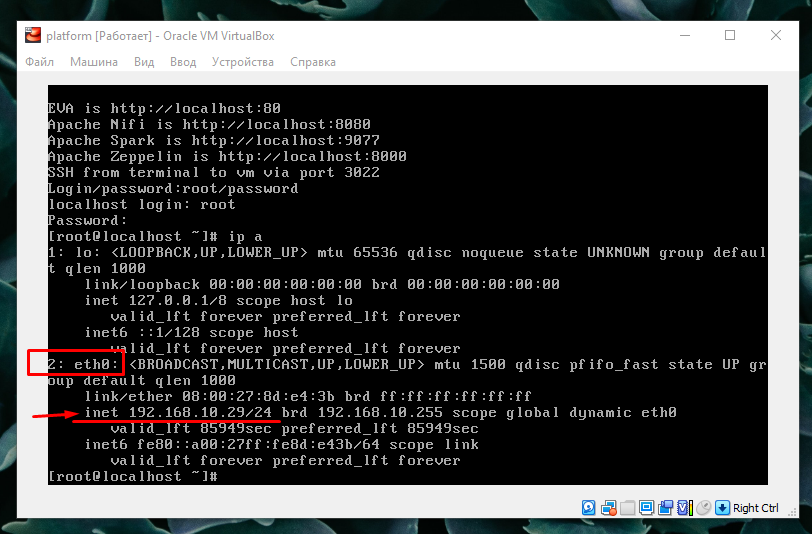 platform [Работает] - Oracle VM VirtualBox
Файл Машина Вид Ввод Устройства Справка
EVA is http://localhost:80
Apache Nifi is http://localhost:8080
Apache Spark is http://localhost:9077
Apache Zeppelin is http://localhost:8000
SSH from terminal to vm via port 3022
Login/password:root/password
localhost login: root
Password:
[root@localhost ~]# ip a
1: lo: <LOOPBACK,UP,LOWER_UP> mtu 65536 qdisc noqueue state UNKNOWN group defaul
t qlen 1000
    link/loopback 00:00:00:00:00:00 brd 00:00:00:00:00:00
    inet 127.0.0.1/8 scope host lo
       valid_lft forever preferred_lft forever
    inet6 ::1/128 scope host
       valid_lft forever preferred_lft forever
2: eth0: <BROADCAST,MULTICAST,UP,LOWER_UP> mtu 1500 qdisc pfifo_fast state UP gr
oup default qlen 1000
    link/ether 08:00:27:8d:e4:3b brd ff:ff:ff:ff:ff:ff
    inet 192.168.10.29/24 brd 192.168.10.255 scope global dynamic eth0
       valid_lft 85949sec preferred_lft 85949sec
    inet6 fe80::a00:27ff:fe8d:e43b/64 scope link
       valid_lft forever preferred_lft forever
[root@localhost ~]#
Right Ctrl